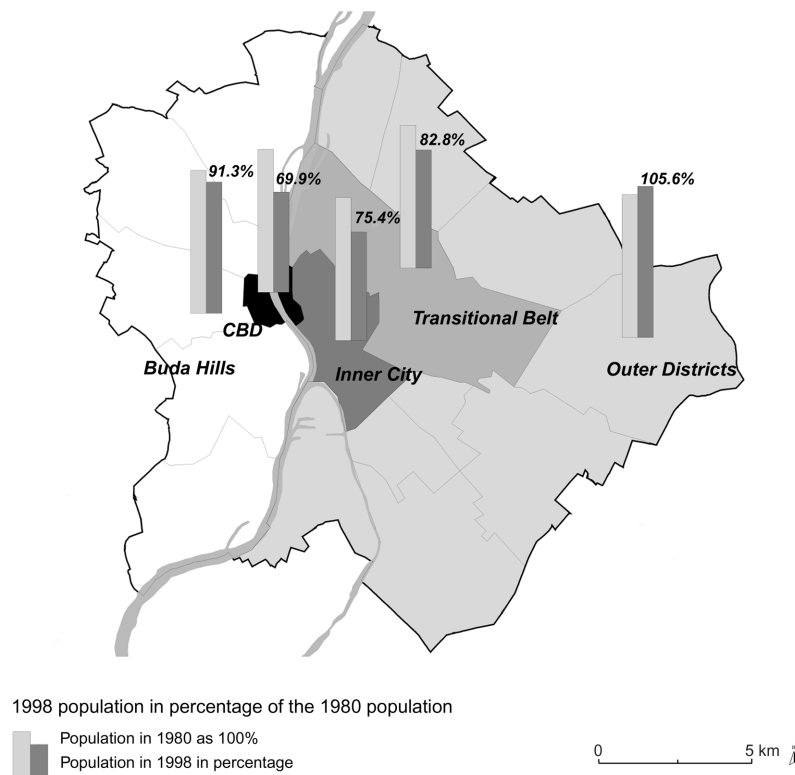 82.8%
91.3%
69.9%
105.6%
75.4%
Transitional Belt
CBD
Buda Hills
Inner City
Outer Districts
1998 population in percentage of the 1980 population
Population in 1980 as 100%
Population in 1998 in percentage
0
5 km